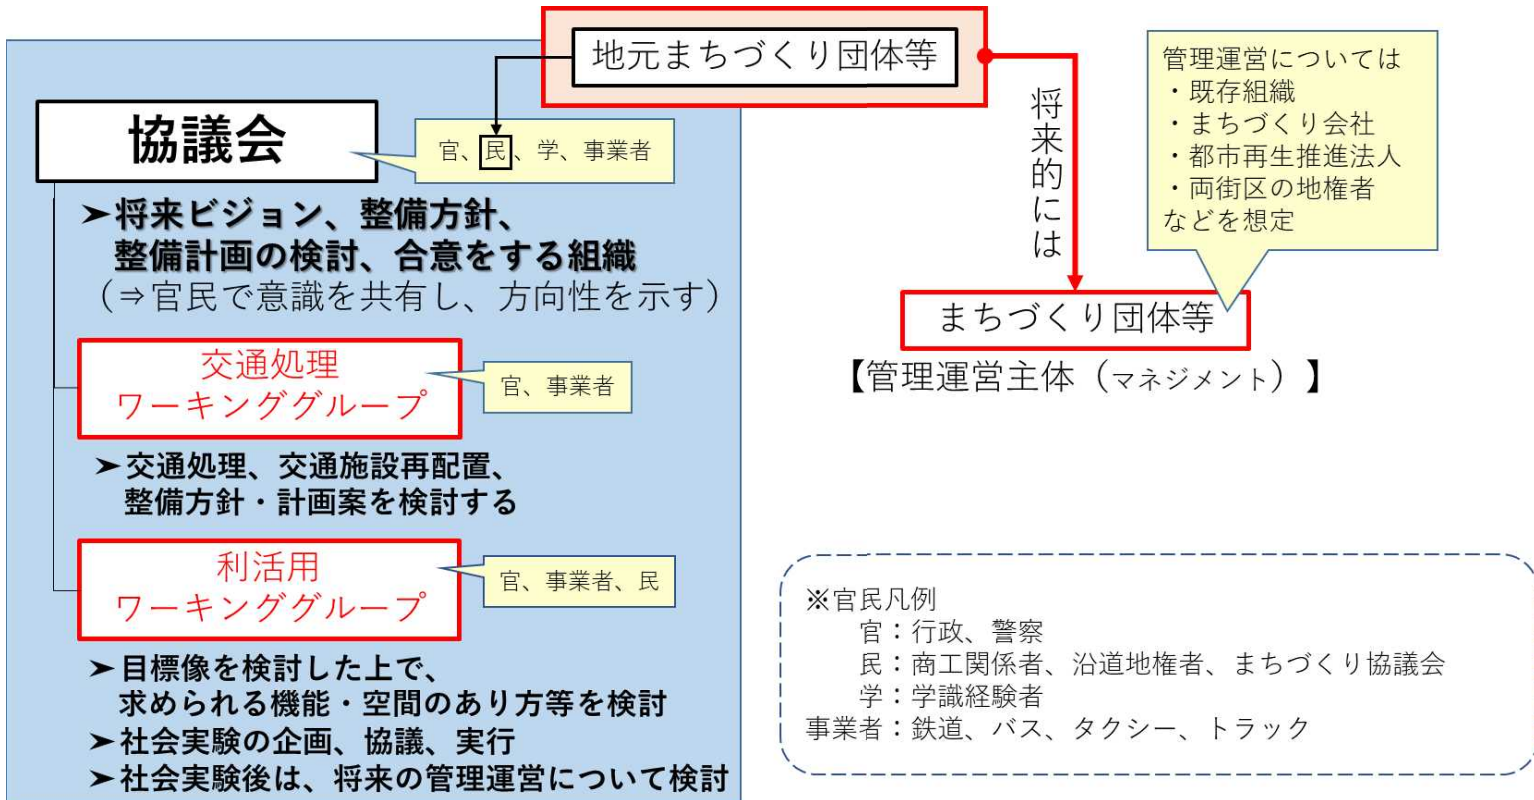 地元まちづくり団体等
協議会
官、民、学、事業者
➤将来ビジョン、整備方針、
整備計画の検討、合意をする組織
（⇒官民で意識を共有し、方向性を示す）
交通処理
ワーキンググループ
官、事業者
➤交通処理、交通施設再配置、
整備方針・計画案を検討する
利活用
ワーキンググループ
官、事業者、民
➤目標像を検討した上で、
求められる機能・空間のあり方等を検討
➤社会実験の企画、協議、実行
➤社会実験後は、将来の管理運営について検討
将来的には
管理運営については
・既存組織
・まちづくり会社
・都市再生推進法人
・両街区の地権者
などを想定
まちづくり団体等
【管理運営主体（マネジメント）】
※官民凡例
官：行政、警察
民：商工関係者、沿道地権者、まちづくり協議会
学：学識経験者
事業者：鉄道、バス、タクシー、トラック